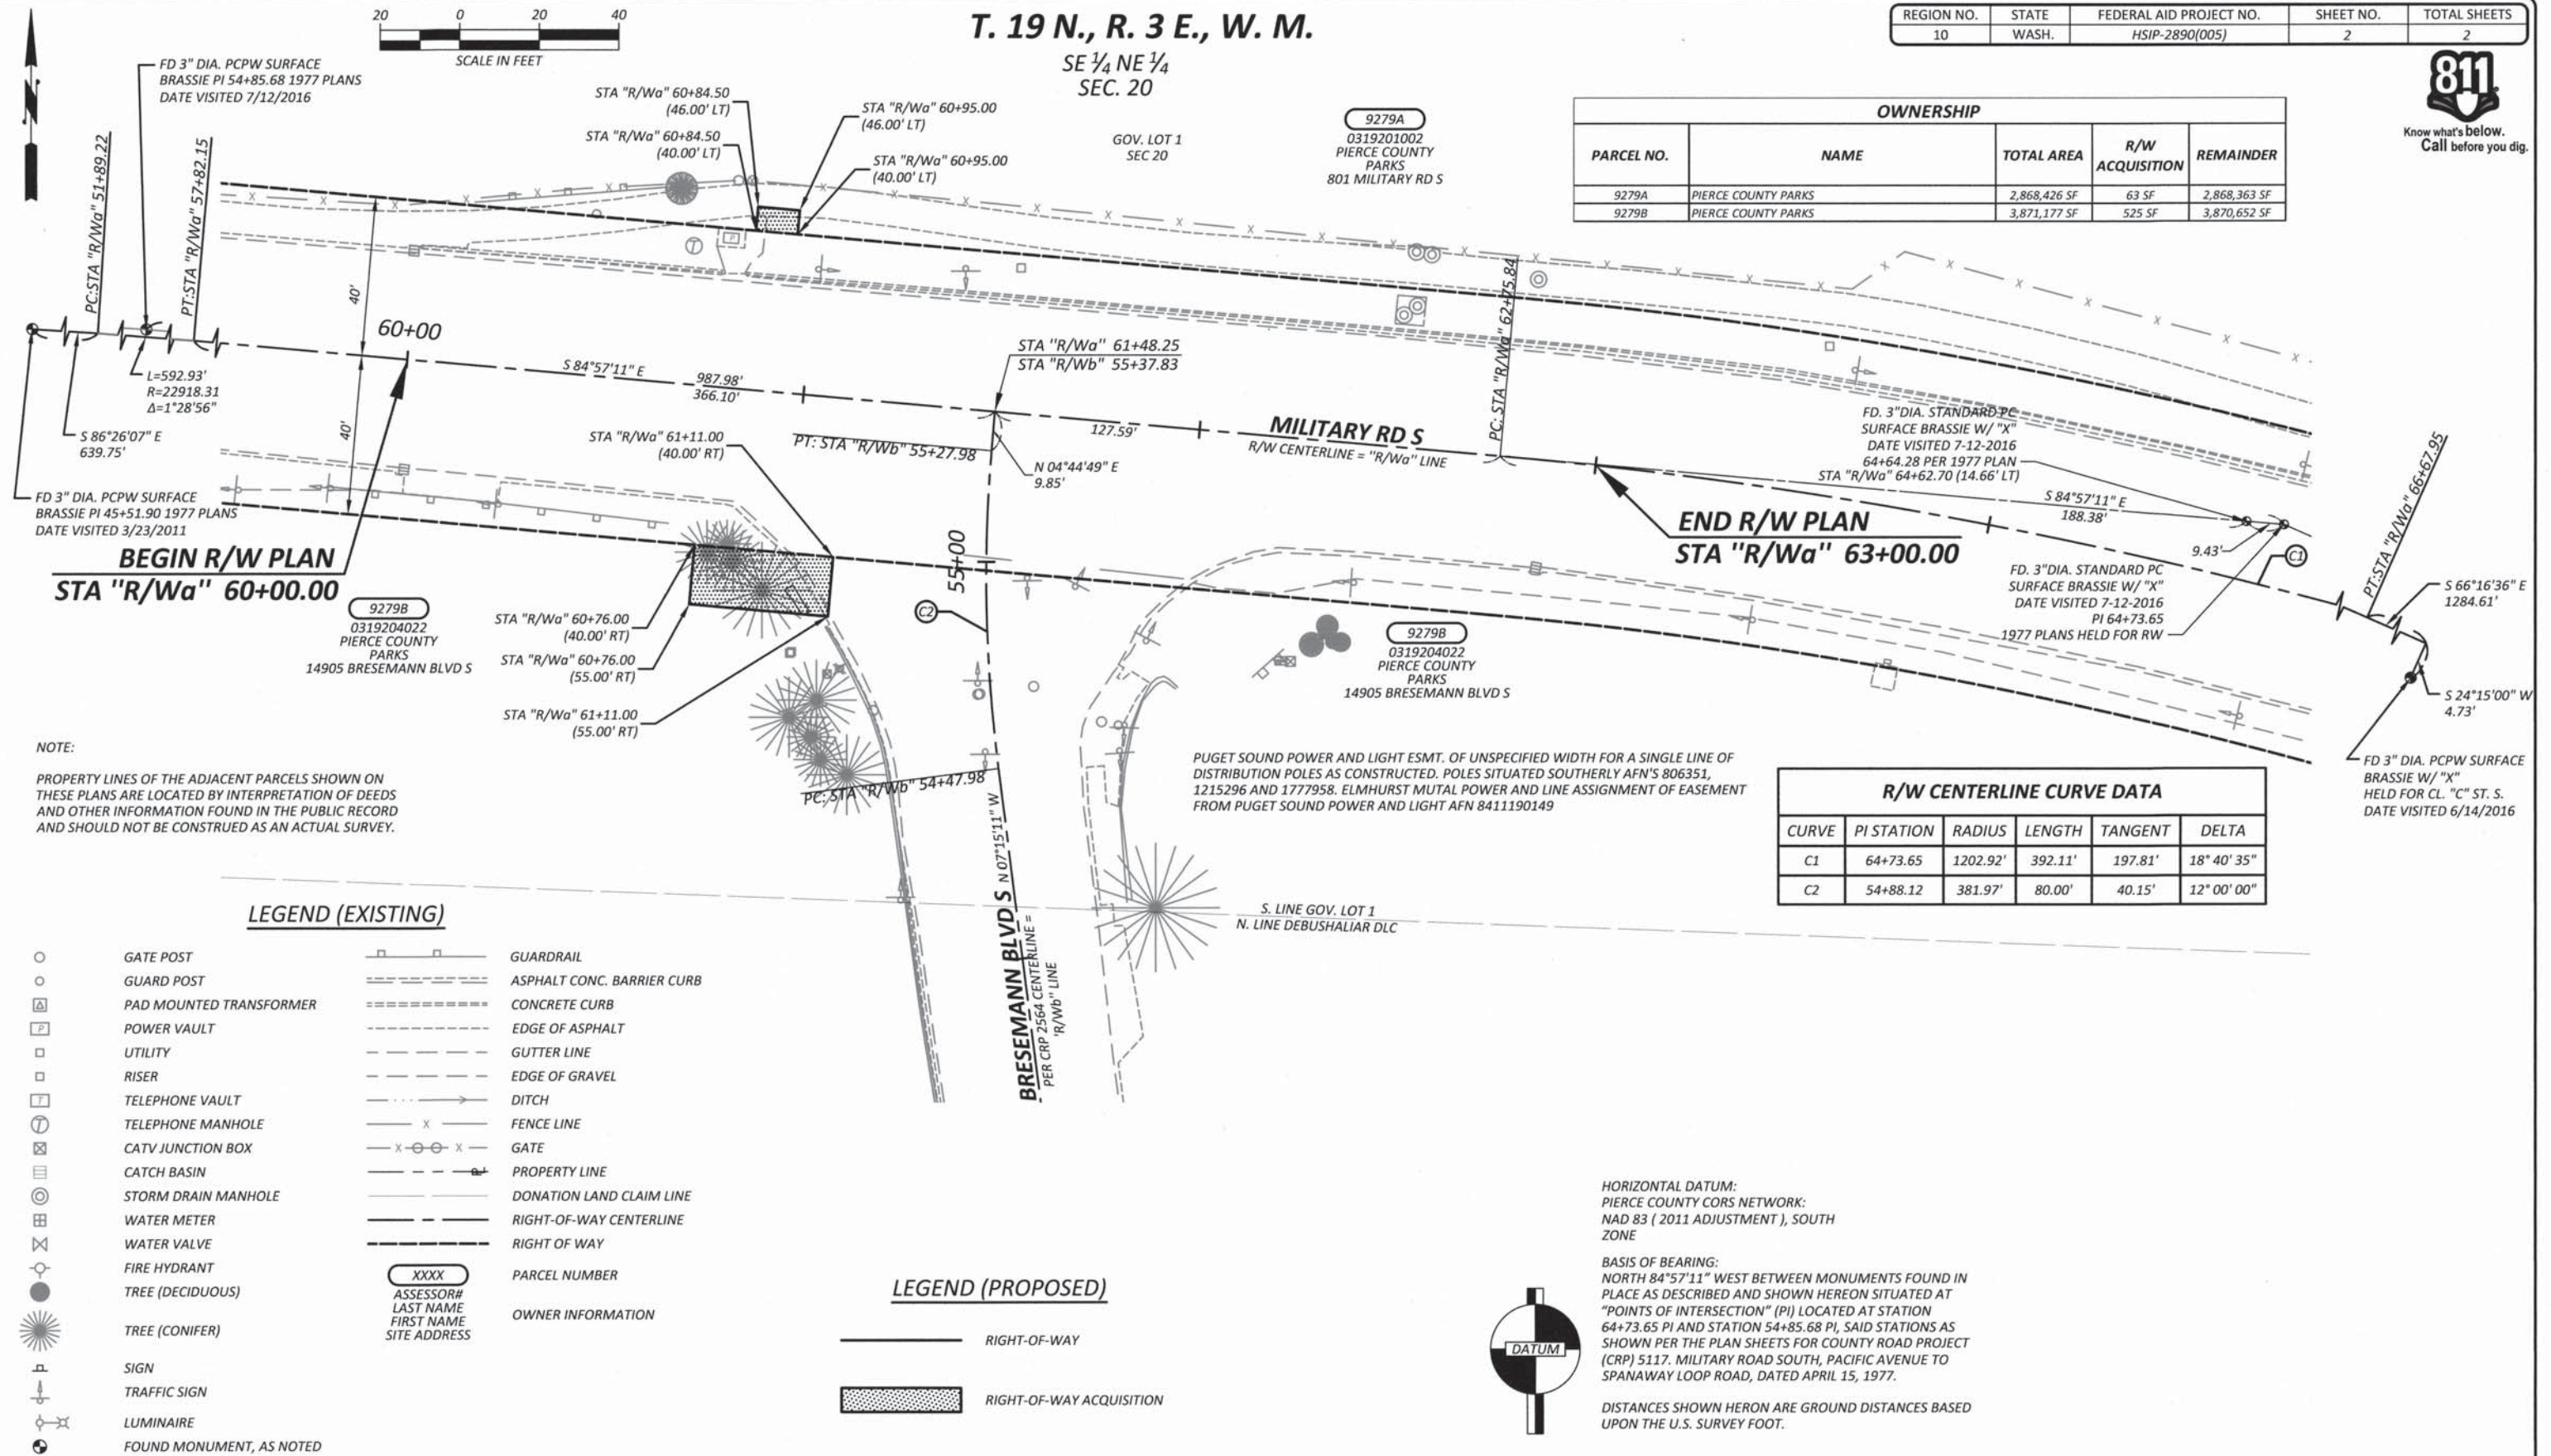 20 0 20 40
SCALE IN FEET
T. 19 N., R. 3 E., W. M.
SE ¼ NE ¼
SEC. 20
REGION NO. STATE FEDERAL AID PROJECT NO. SHEET NO. TOTAL SHEETS
10 WASH. HSIP-2890(005) 2 2
811
Know what's below.
Call before you dig.
N
FD 3" DIA. PCPW SURFACE
BRASSIE PI 54+85.68 1977 PLANS
DATE VISITED 7/12/2016
PC:STA "R/Wa" 51+89.22
PT:STA "R/Wa" 57+82.15
STA "R/Wa" 60+84.50
(46.00' LT)
STA "R/Wa" 60+84.50
(40.00' LT)
STA "R/Wa" 60+95.00
(46.00' LT)
STA "R/Wa" 60+95.00
(40.00' LT)
GOV. LOT 1
SEC 20
9279A
0319201002
PIERCE COUNTY
PARKS
801 MILITARY RD S
OWNERSHIP
PARCEL NO. NAME TOTAL AREA R/W ACQUISITION REMAINDER
9279A PIERCE COUNTY PARKS 2,868,426 SF 63 SF 2,868,363 SF
9279B PIERCE COUNTY PARKS 3,871,177 SF 525 SF 3,870,652 SF
T
P
40'
40'
60+00
L=592.93'
R=22918.31
Δ=1°28'56"
S 86°26'07" E
639.75'
FD 3" DIA. PCPW SURFACE
BRASSIE PI 45+51.90 1977 PLANS
DATE VISITED 3/23/2011
BEGIN R/W PLAN
STA "R/Wa" 60+00.00
S 84°57'11" E
987.98'
366.10'
STA "R/Wa" 61+48.25
STA "R/Wb" 55+37.83
STA "R/Wa" 61+11.00
(40.00' RT)
PT: STA "R/Wb" 55+27.98
N 04°44'49" E
9.85'
127.59'
MILITARY RD S
R/W CENTERLINE = "R/Wa" LINE
PC: STA "R/Wa" 62+75.84
FD. 3"DIA. STANDARD PC
SURFACE BRASSIE W/ "X"
DATE VISITED 7-12-2016
64+64.28 PER 1977 PLAN
STA "R/Wa" 64+62.70 (14.66' LT)
S 84°57'11" E
188.38'
9.43'
C1
PT:STA "R/Wa" 66+67.95
END R/W PLAN
STA "R/Wa" 63+00.00
FD. 3"DIA. STANDARD PC
SURFACE BRASSIE W/ "X"
DATE VISITED 7-12-2016
PI 64+73.65
1977 PLANS HELD FOR RW
S 66°16'36" E
1284.61'
S 24°15'00" W
4.73'
FD 3" DIA. PCPW SURFACE
BRASSIE W/ "X"
HELD FOR CL. "C" ST. S.
DATE VISITED 6/14/2016
9279B
0319204022
PIERCE COUNTY
PARKS
14905 BRESEMANN BLVD S
STA "R/Wa" 60+76.00
(40.00' RT)
STA "R/Wa" 60+76.00
(55.00' RT)
STA "R/Wa" 61+11.00
(55.00' RT)
55+00
C2
9279B
0319204022
PIERCE COUNTY
PARKS
14905 BRESEMANN BLVD S
PC: STA "R/Wb" 54+47.98
N 07°15'11" W
BRESEMANN BLVD S
PER CRP 2564 CENTERLINE =
'R/Wb" LINE
NOTE:
PROPERTY LINES OF THE ADJACENT PARCELS SHOWN ON
THESE PLANS ARE LOCATED BY INTERPRETATION OF DEEDS
AND OTHER INFORMATION FOUND IN THE PUBLIC RECORD
AND SHOULD NOT BE CONSTRUED AS AN ACTUAL SURVEY.
PUGET SOUND POWER AND LIGHT ESMT. OF UNSPECIFIED WIDTH FOR A SINGLE LINE OF
DISTRIBUTION POLES AS CONSTRUCTED. POLES SITUATED SOUTHERLY AFN'S 806351,
1215296 AND 1777958. ELMHURST MUTAL POWER AND LINE ASSIGNMENT OF EASEMENT
FROM PUGET SOUND POWER AND LIGHT AFN 8411190149
R/W CENTERLINE CURVE DATA
CURVE PI STATION RADIUS LENGTH TANGENT DELTA
C1 64+73.65 1202.92' 392.11' 197.81' 18° 40' 35"
C2 54+88.12 381.97' 80.00' 40.15' 12° 00' 00"
S. LINE GOV. LOT 1
N. LINE DEBUSHALIAR DLC
LEGEND (EXISTING)
GATE POST
GUARD POST
PAD MOUNTED TRANSFORMER
P POWER VAULT
UTILITY
RISER
T TELEPHONE VAULT
T TELEPHONE MANHOLE
CATV JUNCTION BOX
CATCH BASIN
STORM DRAIN MANHOLE
WATER METER
WATER VALVE
FIRE HYDRANT
TREE (DECIDUOUS)
TREE (CONIFER)
SIGN
TRAFFIC SIGN
LUMINAIRE
FOUND MONUMENT, AS NOTED
GUARDRAIL
ASPHALT CONC. BARRIER CURB
CONCRETE CURB
EDGE OF ASPHALT
GUTTER LINE
EDGE OF GRAVEL
DITCH
X FENCE LINE
X X GATE
PROPERTY LINE
DONATION LAND CLAIM LINE
RIGHT-OF-WAY CENTERLINE
RIGHT OF WAY
XXXX PARCEL NUMBER
ASSESSOR#
LAST NAME
FIRST NAME
SITE ADDRESS
OWNER INFORMATION
LEGEND (PROPOSED)
RIGHT-OF-WAY
RIGHT-OF-WAY ACQUISITION
DATUM
HORIZONTAL DATUM:
PIERCE COUNTY CORS NETWORK:
NAD 83 ( 2011 ADJUSTMENT ), SOUTH
ZONE
BASIS OF BEARING:
NORTH 84°57'11" WEST BETWEEN MONUMENTS FOUND IN
PLACE AS DESCRIBED AND SHOWN HEREON SITUATED AT
"POINTS OF INTERSECTION" (PI) LOCATED AT STATION
64+73.65 PI AND STATION 54+85.68 PI, SAID STATIONS AS
SHOWN PER THE PLAN SHEETS FOR COUNTY ROAD PROJECT
(CRP) 5117. MILITARY ROAD SOUTH, PACIFIC AVENUE TO
SPANAWAY LOOP ROAD, DATED APRIL 15, 1977.
DISTANCES SHOWN HERON ARE GROUND DISTANCES BASED
UPON THE U.S. SURVEY FOOT.